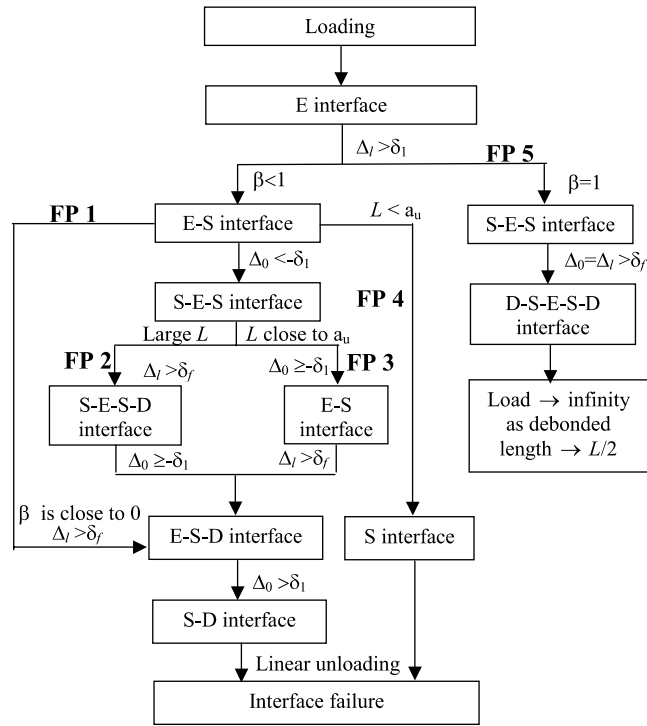 Loading
E interface
Δl >δ1
FP 5
β<1
β=1
FP 1
E-S interface
L < au
S-E-S interface
Δ0 <-δ1
Δ0=Δl >δf
S-E-S interface
FP 4
D-S-E-S-D
interface
Large L
L close to au
FP 2
Δl >δf
Δ0 ≥-δ1
FP 3
S-E-S-D
interface
E-S
interface
Load → infinity
as debonded
length → L/2
Δ0 ≥-δ1
Δl >δf
β is close to 0
Δl >δf
E-S-D interface
S interface
Δ0 >δ1
S-D interface
Linear unloading
Interface failure